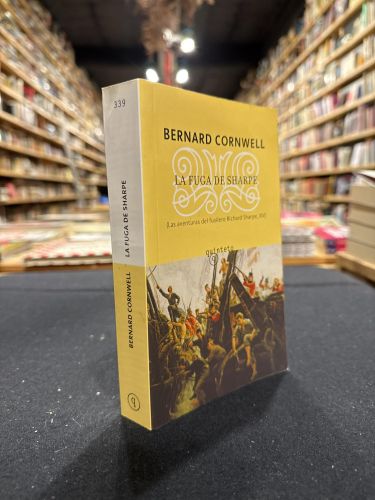 339
LA FUGA DE SHARPE
BERNARD CORNWELL
q
BERNARD CORNWELL
LA FUGA DE SHARPE
(Las aventuras del fusilero Richard Sharpe, XV)
quinteto